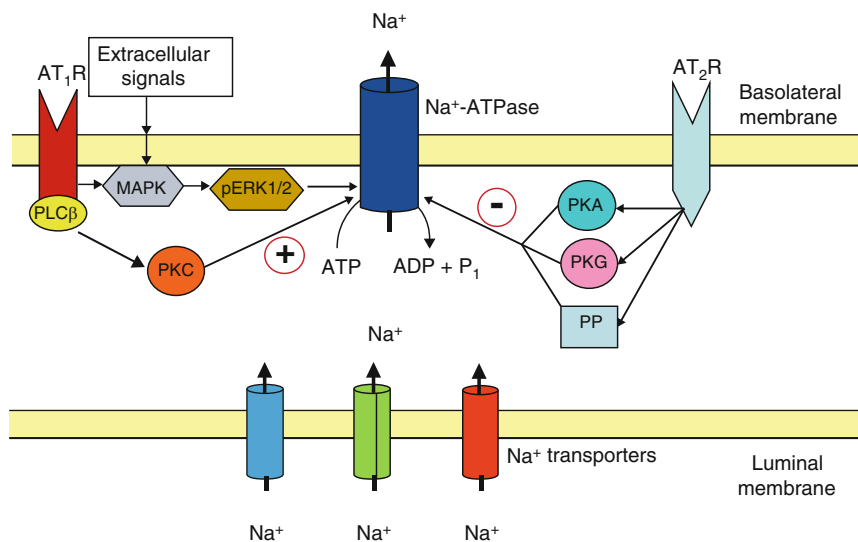 Na⁺
Extracellular
signals
AT₁R
AT₂R
Na⁺-ATPase
Basolateral
membrane
MAPK
pERK1/2
PLCβ
PKC
+
-
PKA
PKG
PP
ATP
ADP + P₁
Na⁺
Na⁺ transporters
Luminal
membrane
Na⁺
Na⁺
Na⁺